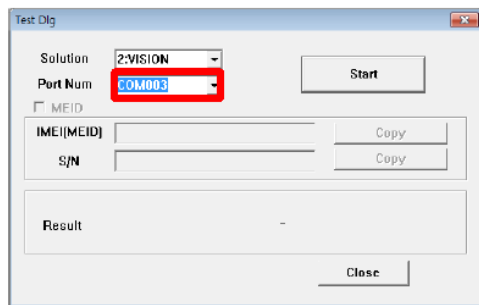 Test Dlg
Solution 2:VISION Start
Port Num COM003
MEID
IMEI(MEID) Copy
S/N Copy
Result -
Close